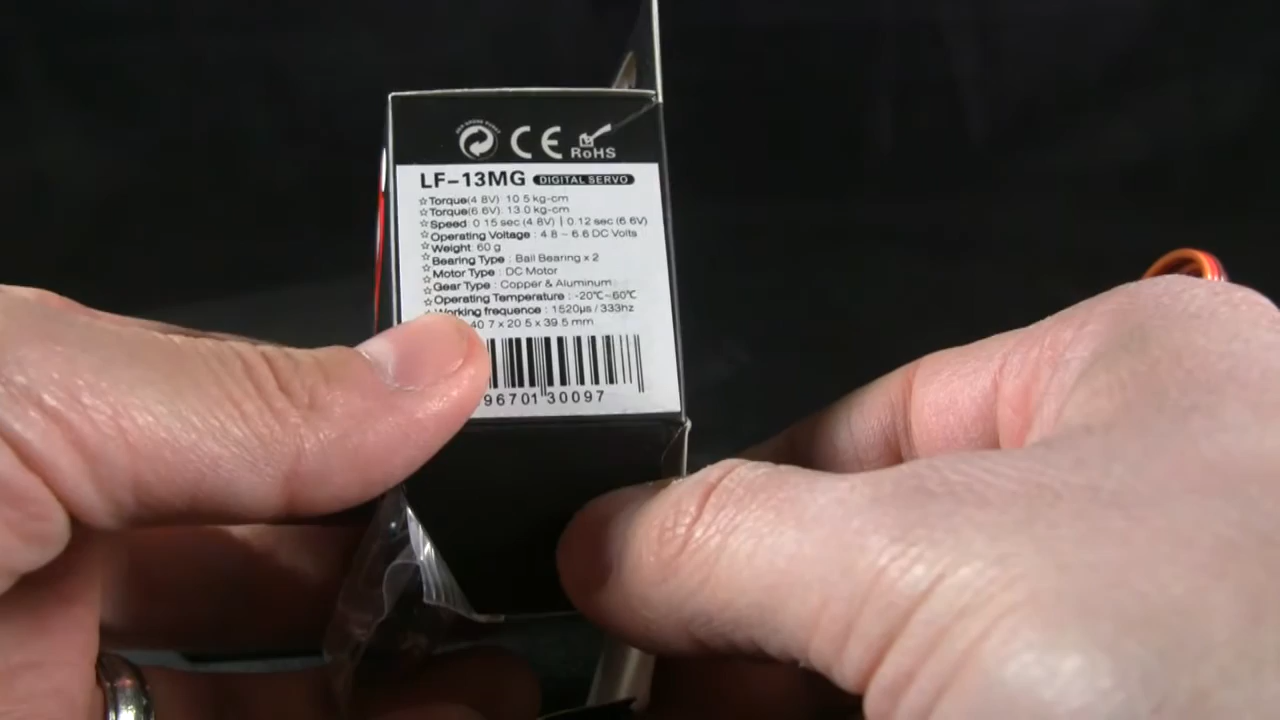 CE RoHS
LF-13MG DIGITAL SERVO
☆Torque(4.8V): 10.5 kg-cm
☆Torque(6.6V): 13.0 kg-cm
☆Speed: 0.15 sec (4.8V) | 0.12 sec (6.6V)
☆Operating Voltage : 4.8 ~ 6.6 DC Volts
☆Weight: 60 g
☆Bearing Type : Ball Bearing x 2
☆Motor Type : DC Motor
☆Gear Type : Copper & Aluminum
☆Operating Temperature : -20℃~60℃
☆Working frequence : 1520μs / 333hz
40.7 x 20.5 x 39.5 mm
96701 30097